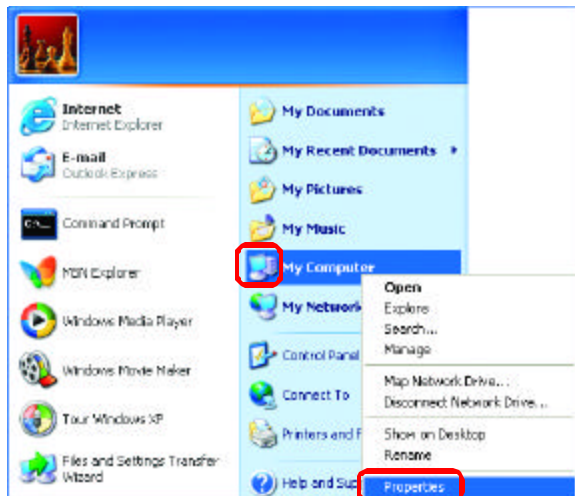 Internet
Internet Explorer
E-mail
Outlook Express
Command Prompt
MSN Explorer
Windows Media Player
Windows Movie Maker
Tour Windows XP
Files and Settings Transfer
Wizard
My Documents
My Recent Documents
My Pictures
My Music
My Computer
My Network
Control Panel
Connect To
Printers and F
Help and Sup
Open
Explore
Search...
Manage
Map Network Drive...
Disconnect Network Drive...
Show on Desktop
Rename
Properties